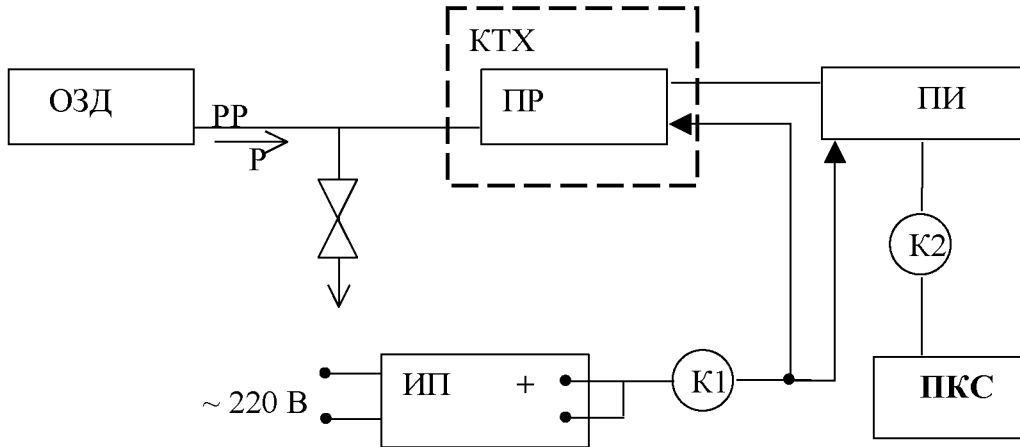 КТХ
ОЗД
ПР
ПИ
РР
Р
К2
ИП
+
К1
ПКС
~ 220 В